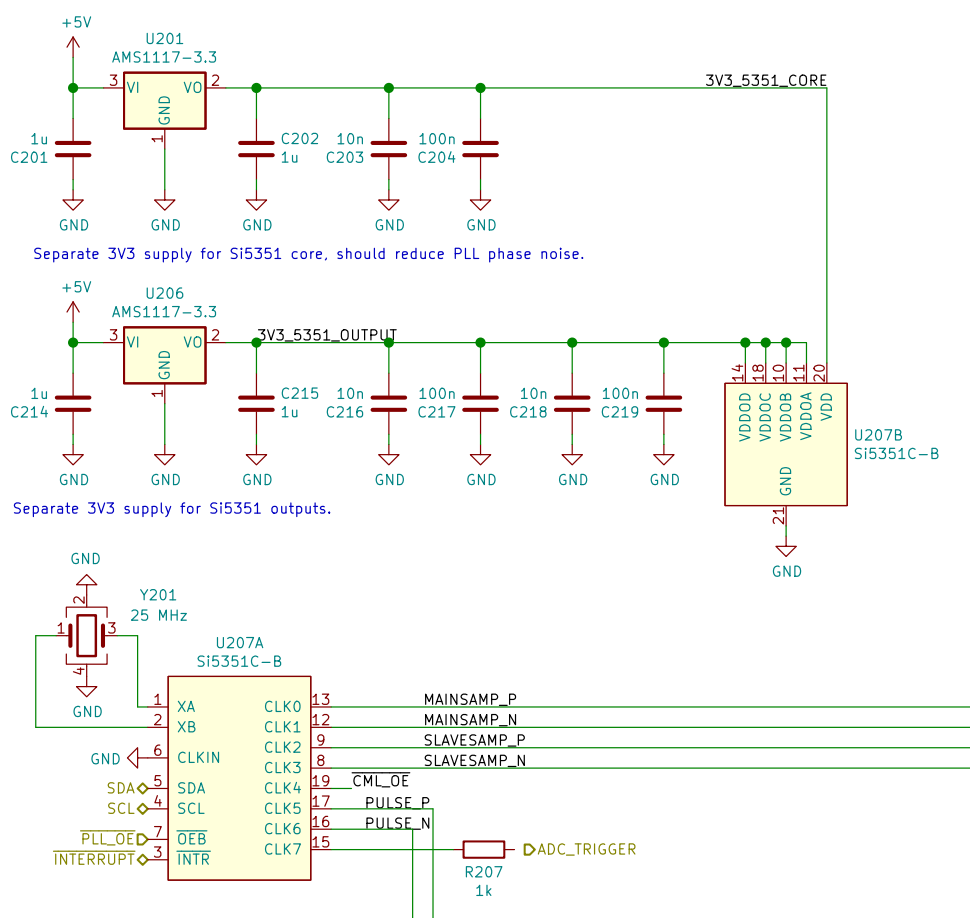 +5V
U201
AMS1117-3.3
3 VI VO 2
GND
1
3V3_5351_CORE
1u
C201
C202
1u
10n
C203
100n
C204
GND GND GND GND GND
Separate 3V3 supply for Si5351 core, should reduce PLL phase noise.
+5V
U206
AMS1117-3.3
3 VI VO 2
GND
1
3V3_5351_OUTPUT
1u
C214
C215
1u
10n
C216
100n
C217
10n
C218
100n
C219
GND GND GND GND GND GND GND
14 18 10 11 20
VDDOD VDDOC VDDOB VDDOA VDD
GND
21
U207B
Si5351C-B
GND
Separate 3V3 supply for Si5351 outputs.
GND
2
Y201
25 MHz
1 3
4
GND
U207A
Si5351C-B
1 XA CLK0 13 MAINSAMP_P
2 XB CLK1 12 MAINSAMP_N
CLK2 9 SLAVESAMP_P
GND 6 CLKIN
CLK3 8 SLAVESAMP_N
SDA 5 SDA CLK4 19 CML_OE
SCL 4 SCL CLK5 17 PULSE_P
CLK6 16 PULSE_N
PLL_OE 7 OEB
CLK7 15 ADC_TRIGGER
INTERRUPT 3 INTR
R207
1k